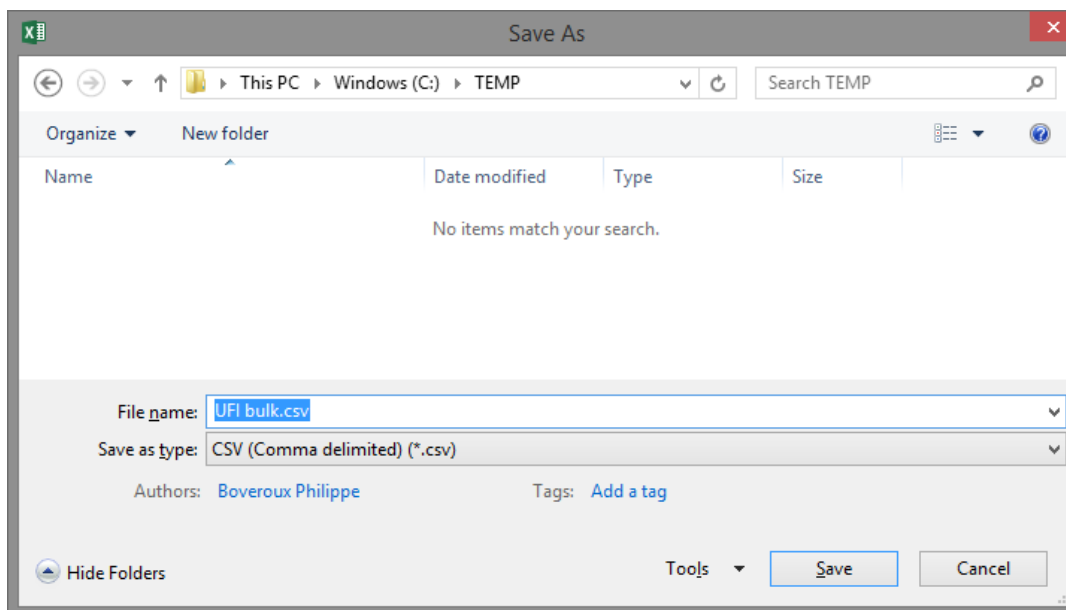 Save As
This PC Windows (C:) TEMP Search TEMP
Organize New folder
Name Date modified Type Size
No items match your search.
File name: UFI bulk.csv
Save as type: CSV (Comma delimited) (*.csv)
Authors: Boveroux Philippe Tags: Add a tag
Hide Folders Tools Save Cancel